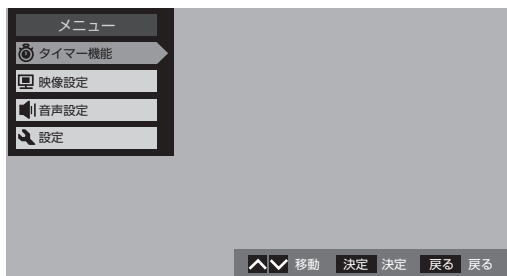 メニュー
タイマー機能
映像設定
音声設定
設定
移動 決定 決定 戻る 戻る